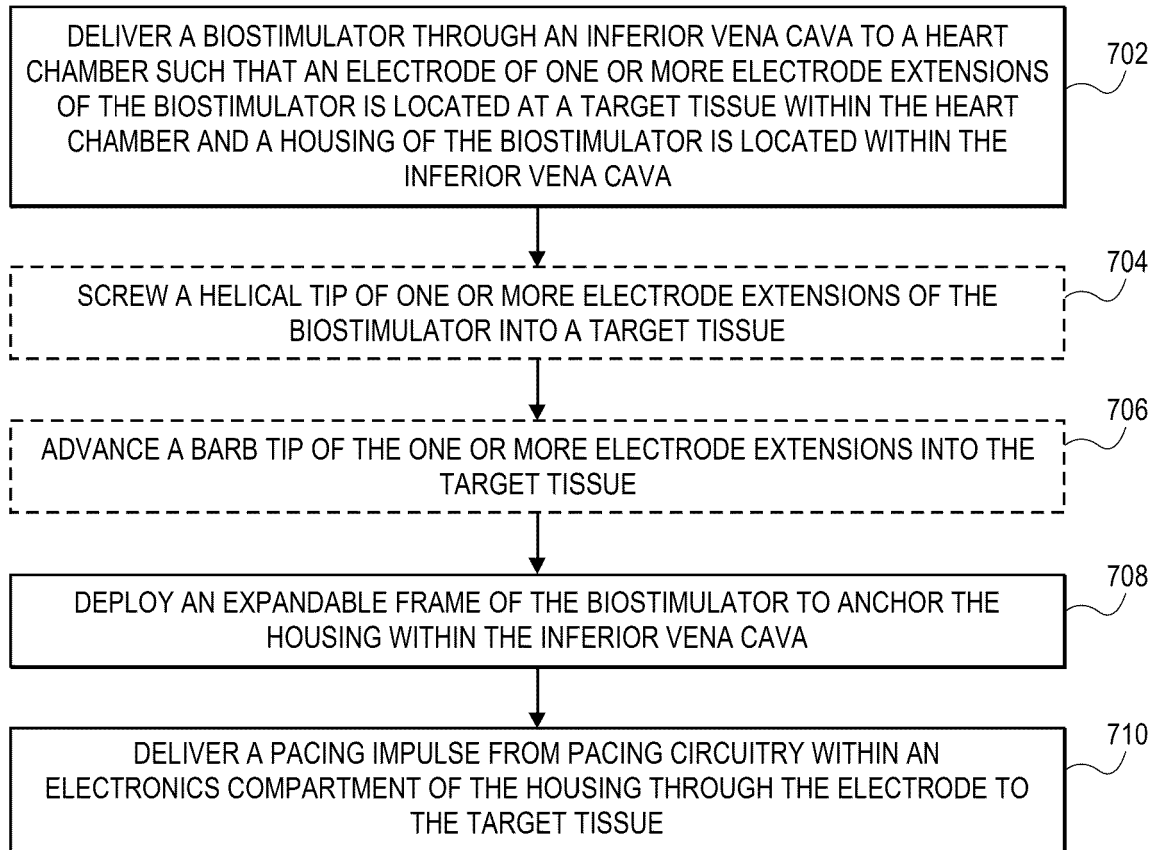 DELIVER A BIOSTIMULATOR THROUGH AN INFERIOR VENA CAVA TO A HEART
CHAMBER SUCH THAT AN ELECTRODE OF ONE OR MORE ELECTRODE EXTENSIONS
OF THE BIOSTIMULATOR IS LOCATED AT A TARGET TISSUE WITHIN THE HEART
CHAMBER AND A HOUSING OF THE BIOSTIMULATOR IS LOCATED WITHIN THE
INFERIOR VENA CAVA
702
SCREW A HELICAL TIP OF ONE OR MORE ELECTRODE EXTENSIONS OF THE
BIOSTIMULATOR INTO A TARGET TISSUE
704
ADVANCE A BARB TIP OF THE ONE OR MORE ELECTRODE EXTENSIONS INTO THE
TARGET TISSUE
706
DEPLOY AN EXPANDABLE FRAME OF THE BIOSTIMULATOR TO ANCHOR THE
HOUSING WITHIN THE INFERIOR VENA CAVA
708
DELIVER A PACING IMPULSE FROM PACING CIRCUITRY WITHIN AN
ELECTRONICS COMPARTMENT OF THE HOUSING THROUGH THE ELECTRODE TO
THE TARGET TISSUE
710